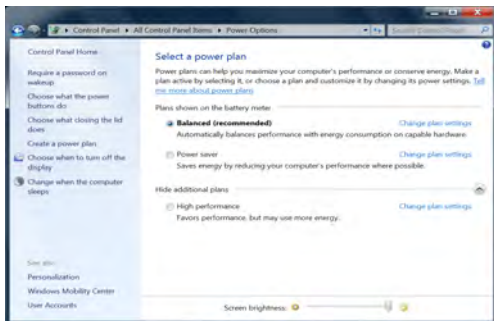 Control Panel ▸ All Control Panel Items ▸ Power Options
Search Control Panel
Control Panel Home
Require a password on
wakeup
Choose what the power
buttons do
Choose what closing the lid
does
Create a power plan
Choose when to turn off the
display
Change when the computer
sleeps
See also
Personalization
Windows Mobility Center
User Accounts
Select a power plan
Power plans can help you maximize your computer's performance or conserve energy. Make a
plan active by selecting it, or choose a plan and customize it by changing its power settings. Tell
me more about power plans
Plans shown on the battery meter
Balanced (recommended) Change plan settings
Automatically balances performance with energy consumption on capable hardware.
Power saver Change plan settings
Saves energy by reducing your computer's performance where possible.
Hide additional plans
High performance Change plan settings
Favors performance, but may use more energy.
Screen brightness: